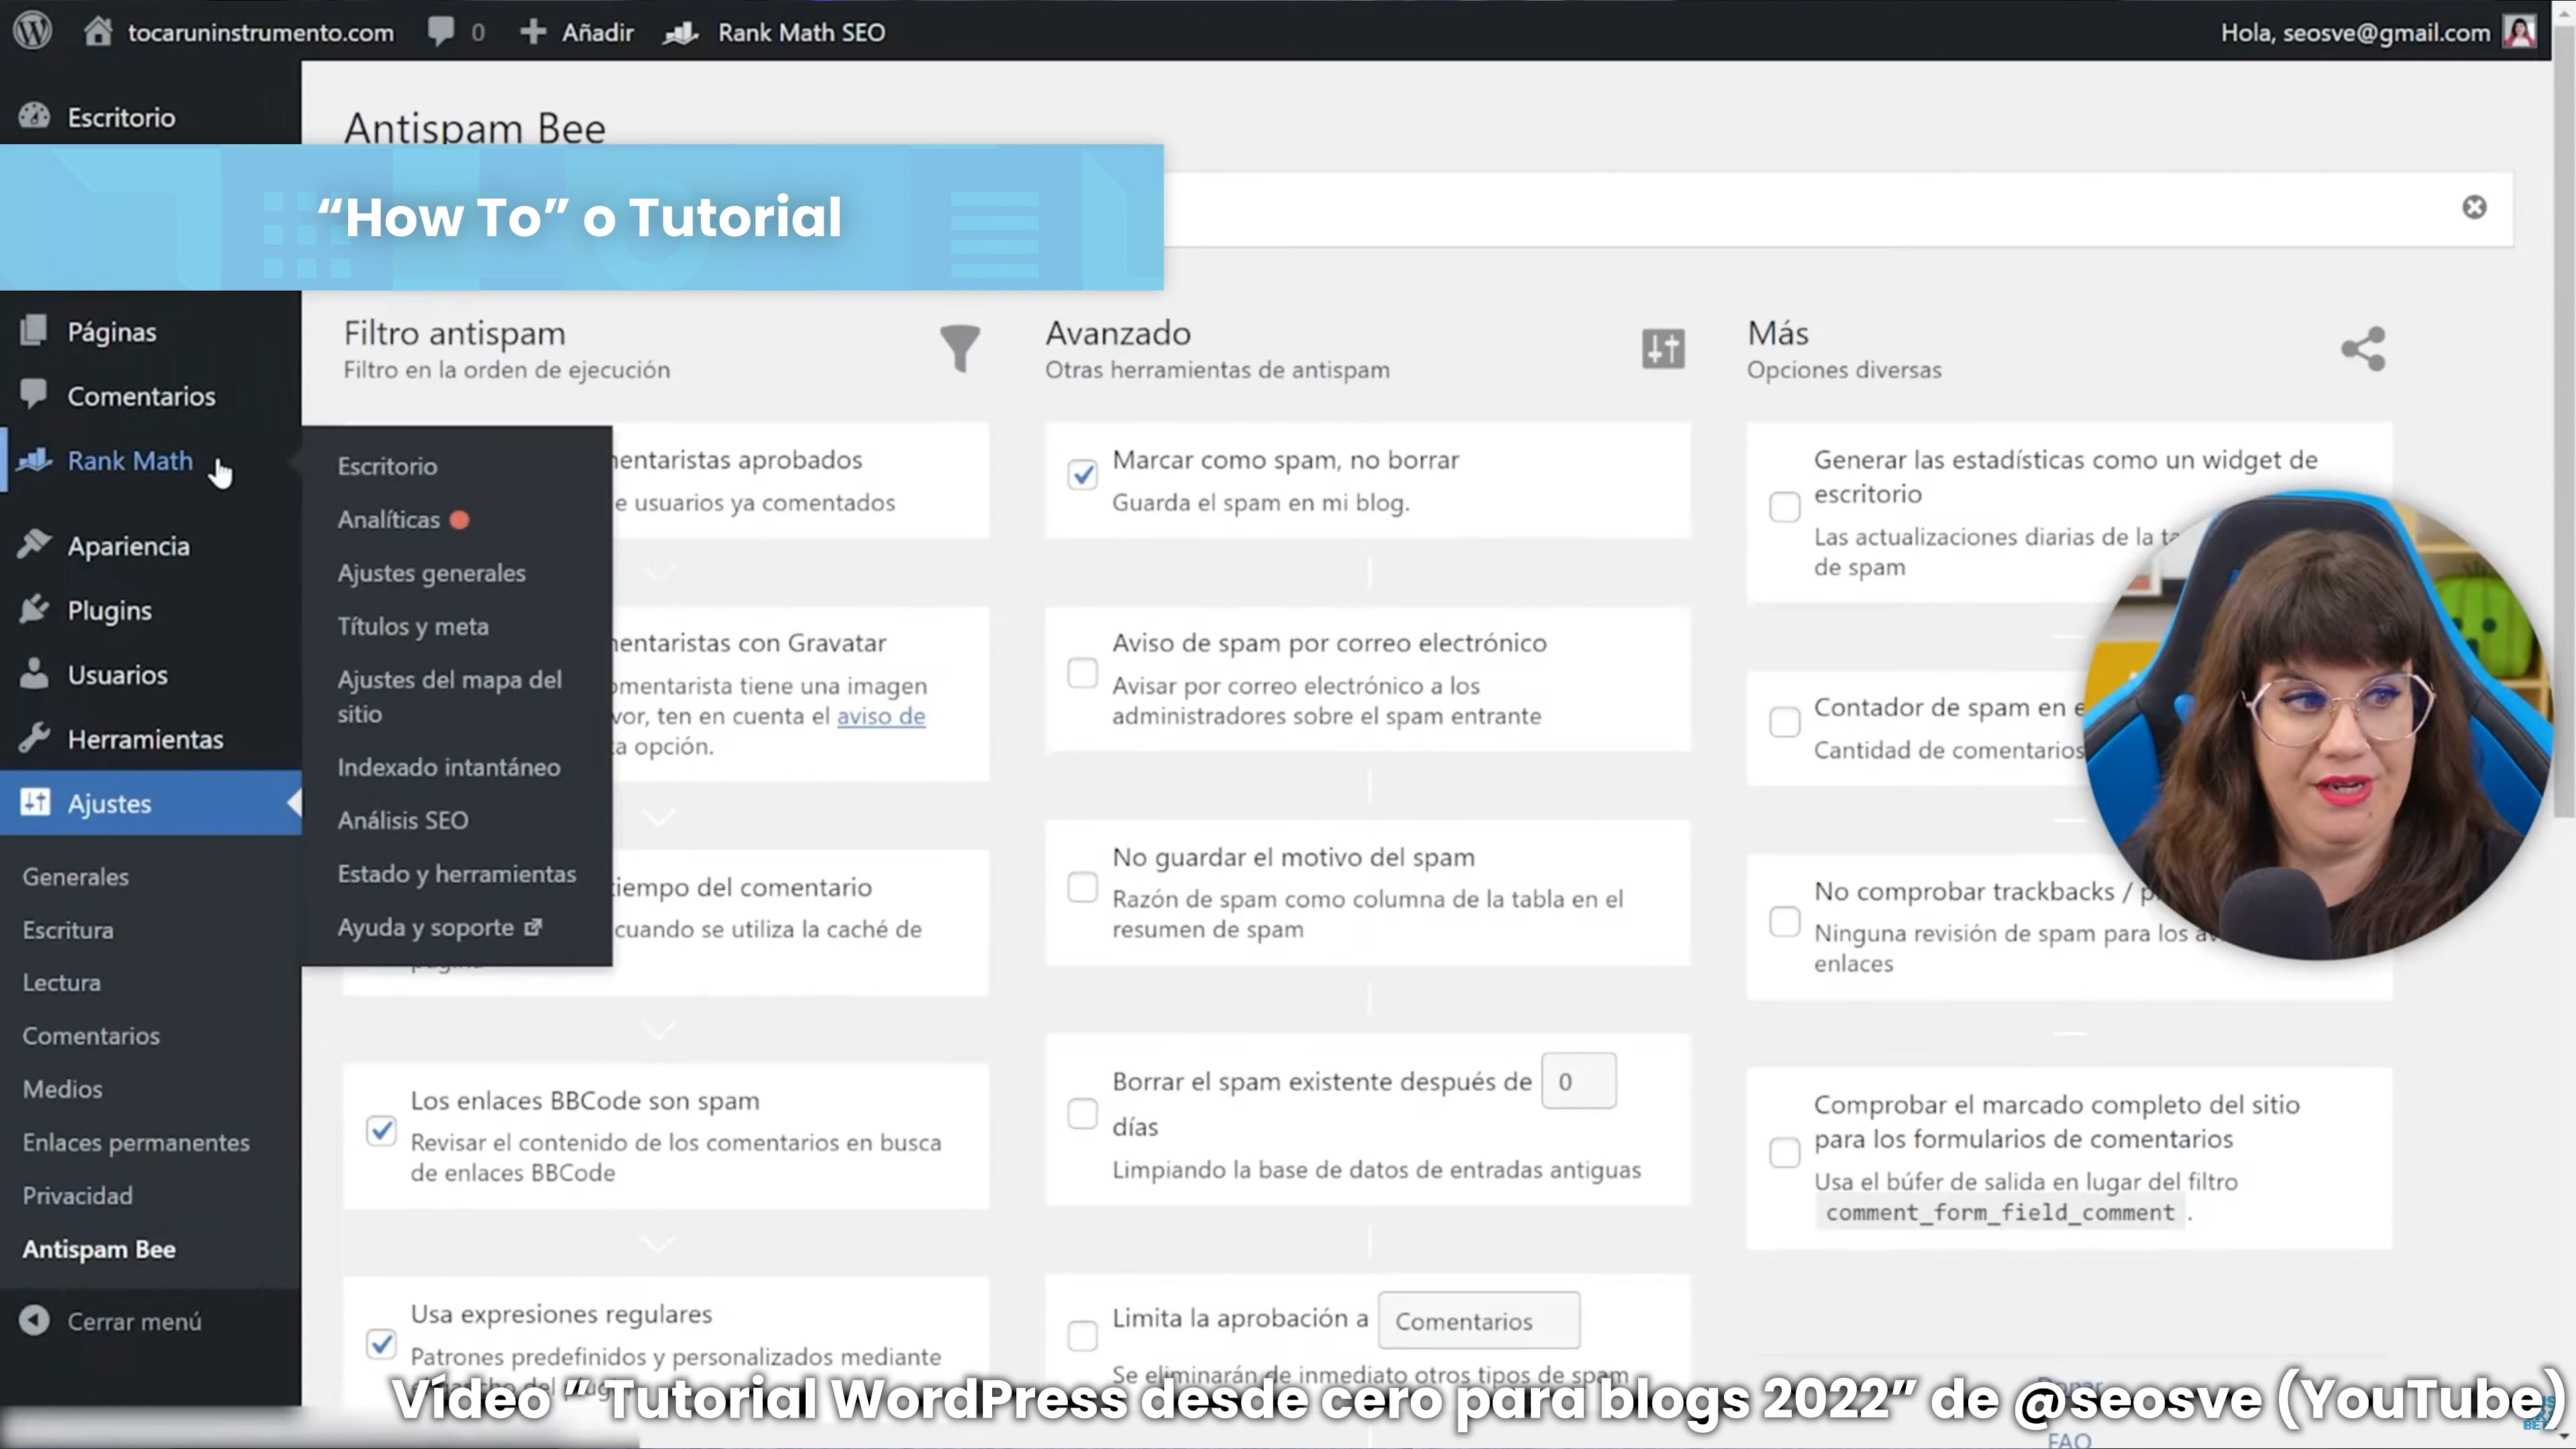 tocaruninstrumento.com
0
Añadir
Rank Math SEO
Hola, seosve@gmail.com
Escritorio
Antispam Bee
“How To” o Tutorial
Páginas
Comentarios
Rank Math
Apariencia
Plugins
Usuarios
Herramientas
Ajustes
Generales
Escritura
Lectura
Comentarios
Medios
Enlaces permanentes
Privacidad
Antispam Bee
Cerrar menú
Escritorio
Analíticas
Ajustes generales
Títulos y meta
Ajustes del mapa del
sitio
Indexado intantáneo
Análisis SEO
Estado y herramientas
Ayuda y soporte
Filtro antispam
Filtro en la orden de ejecución
aprobados
usuarios ya comentados
con Gravatar
tiene una imagen
ten en cuenta el aviso de
opción.
del comentario
cuando se utiliza la caché de
Los enlaces BBCode son spam
Revisar el contenido de los comentarios en busca
de enlaces BBCode
Usa expresiones regulares
Patrones predefinidos y personalizados mediante
Avanzado
Otras herramientas de antispam
Marcar como spam, no borrar
Guarda el spam en mi blog.
Aviso de spam por correo electrónico
Avisar por correo electrónico a los
administradores sobre el spam entrante
No guardar el motivo del spam
Razón de spam como columna de la tabla en el
resumen de spam
Borrar el spam existente después de 0
días
Limpiando la base de datos de entradas antiguas
Limita la aprobación a Comentarios
Se eliminarán de inmediato otros tipos de spam
Más
Opciones diversas
Generar las estadísticas como un widget de
escritorio
Las actualizaciones diarias de la
de spam
Contador de spam en
Cantidad de comentarios
No comprobar trackbacks /
Ninguna revisión de spam para los
enlaces
Comprobar el marcado completo del sitio
para los formularios de comentarios
Usa el búfer de salida en lugar del filtro
comment_form_field_comment .
Donar
FAQ
Vídeo “ Tutorial WordPress desde cero para blogs 2022” de @seosve (YouTube)